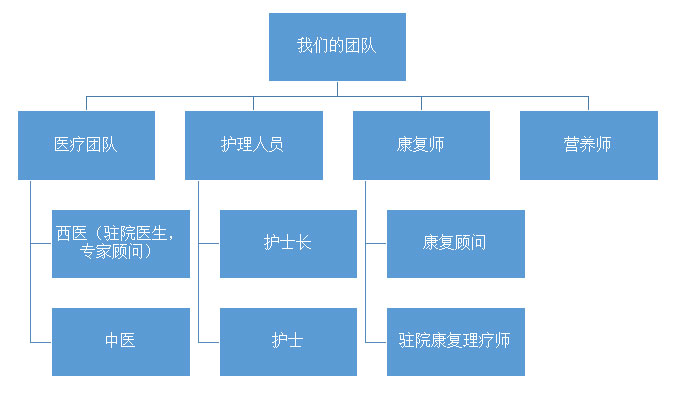 我们的团队
医疗团队
护理人员
康复师
营养师
西医（驻院医生，
专家顾问）
护士长
康复顾问
中医
护士
驻院康复理疗师